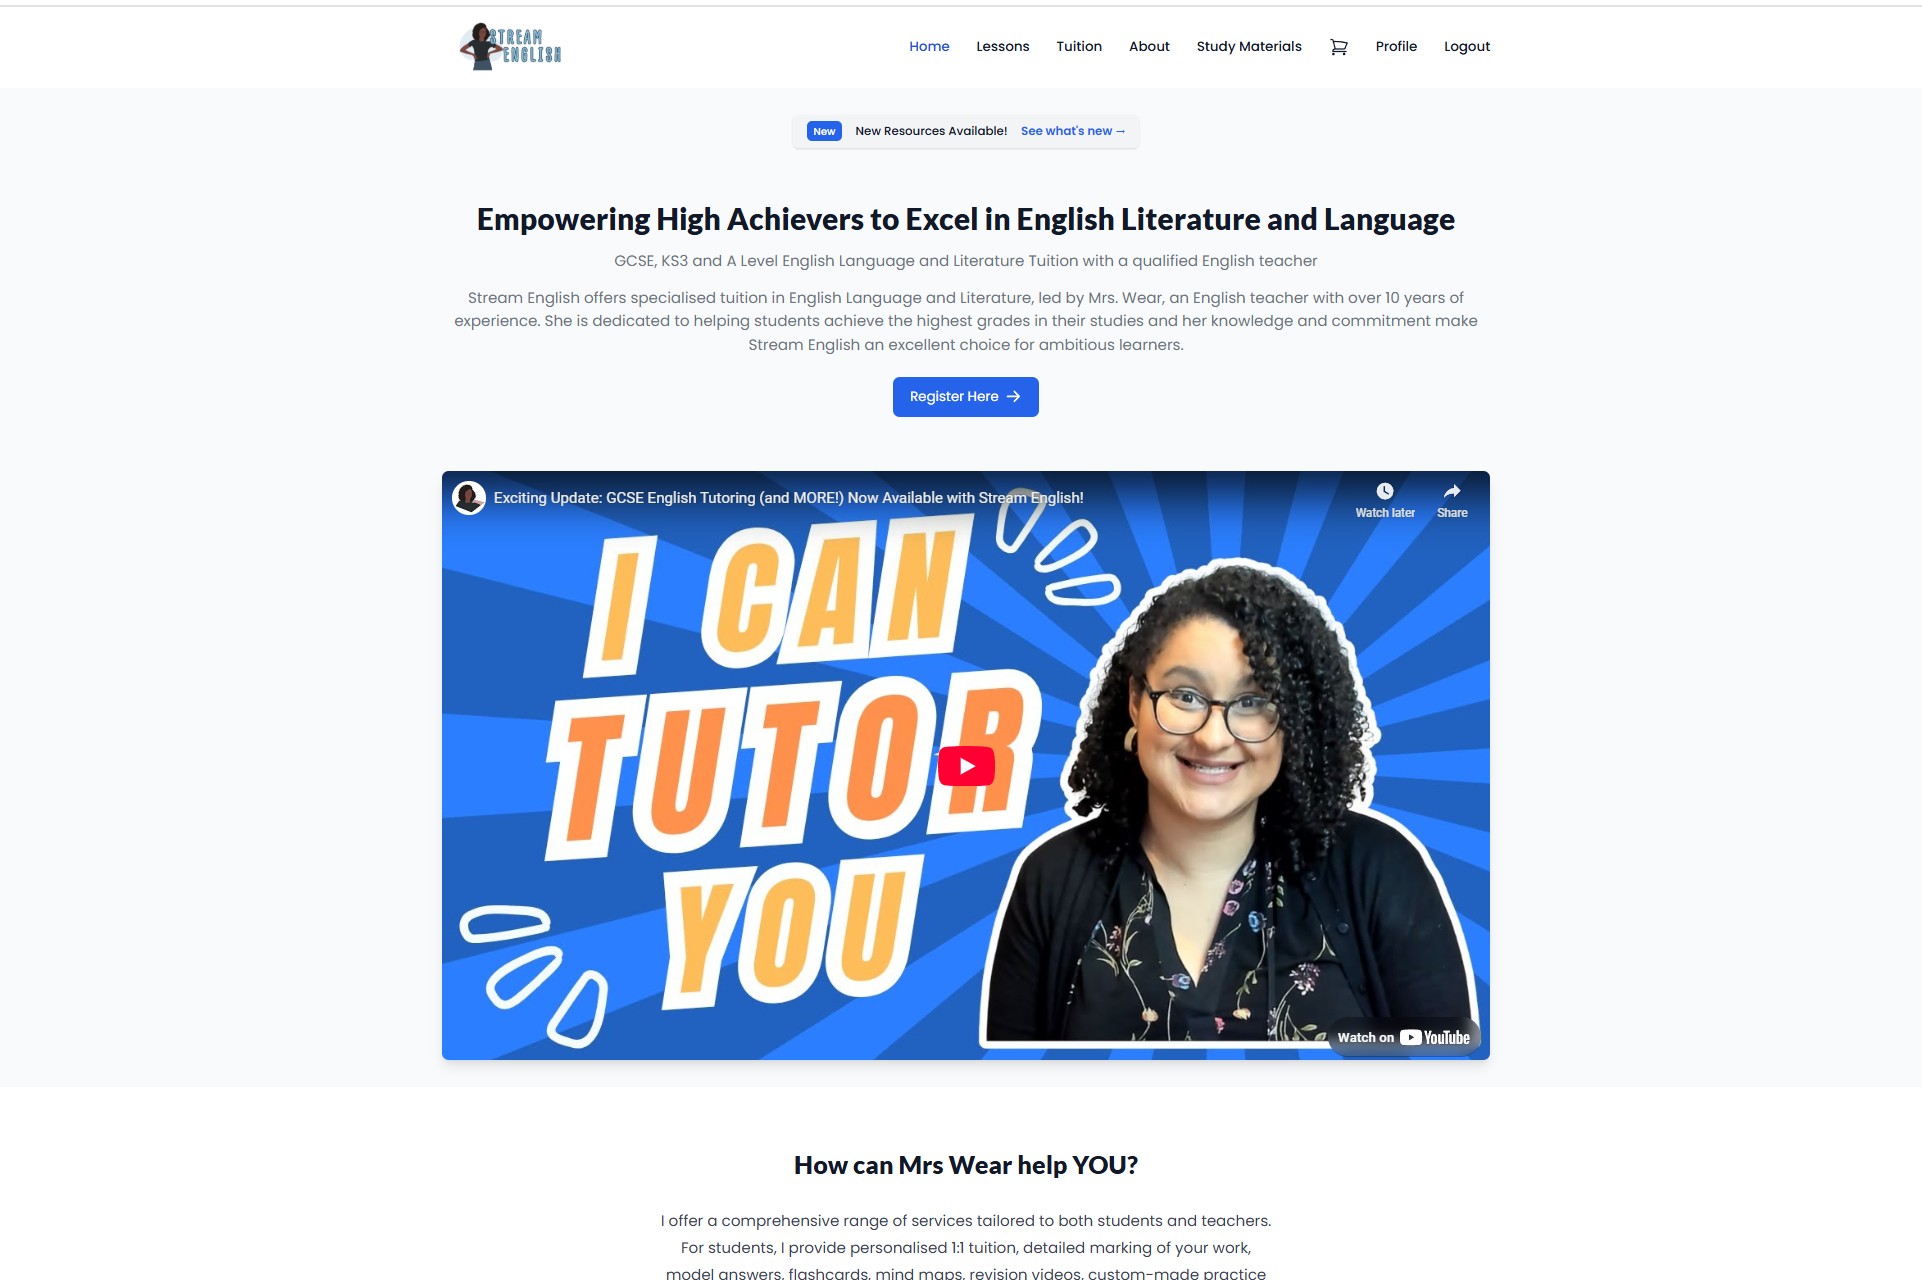 STREAM
ENGLISH
Home Lessons Tuition About Study Materials Profile Logout
New New Resources Available! See what's new →
Empowering High Achievers to Excel in English Literature and Language
GCSE, KS3 and A Level English Language and Literature Tuition with a qualified English teacher
Stream English offers specialised tuition in English Language and Literature, led by Mrs. Wear, an English teacher with over 10 years of
experience. She is dedicated to helping students achieve the highest grades in their studies and her knowledge and commitment make
Stream English an excellent choice for ambitious learners.
Register Here →
Exciting Update: GCSE English Tutoring (and MORE!) Now Available with Stream English!
Watch later Share
I CAN
TUTOR
YOU
Watch on YouTube
How can Mrs Wear help YOU?
I offer a comprehensive range of services tailored to both students and teachers.
For students, I provide personalised 1:1 tuition, detailed marking of your work,
model answers, flashcards, mind maps, revision videos, custom-made practice